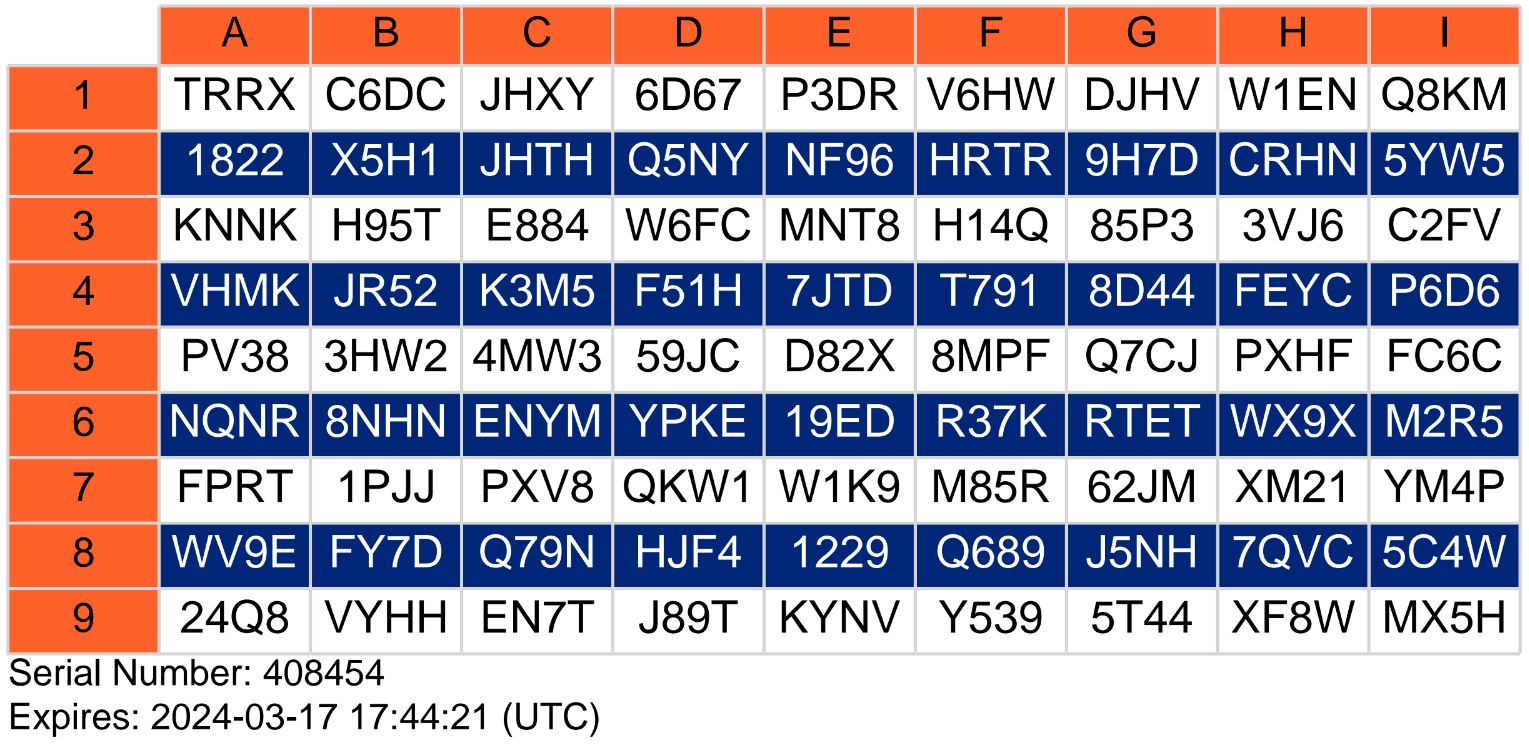 A B C D E F G H I
1 TRRX C6DC JHXY 6D67 P3DR V6HW DJHV W1EN Q8KM
2 1822 X5H1 JHTH Q5NY NF96 HRTR 9H7D CRHN 5YW5
3 KNNK H95T E884 W6FC MNT8 H14Q 85P3 3VJ6 C2FV
4 VHMK JR52 K3M5 F51H 7JTD T791 8D44 FEYC P6D6
5 PV38 3HW2 4MW3 59JC D82X 8MPF Q7CJ PXHF FC6C
6 NQNR 8NHN ENYM YPKE 19ED R37K RTET WX9X M2R5
7 FPRT 1PJJ PXV8 QKW1 W1K9 M85R 62JM XM21 YM4P
8 WV9E FY7D Q79N HJF4 1229 Q689 J5NH 7QVC 5C4W
9 24Q8 VYHH EN7T J89T KYNV Y539 5T44 XF8W MX5H
Serial Number: 408454
Expires: 2024-03-17 17:44:21 (UTC)